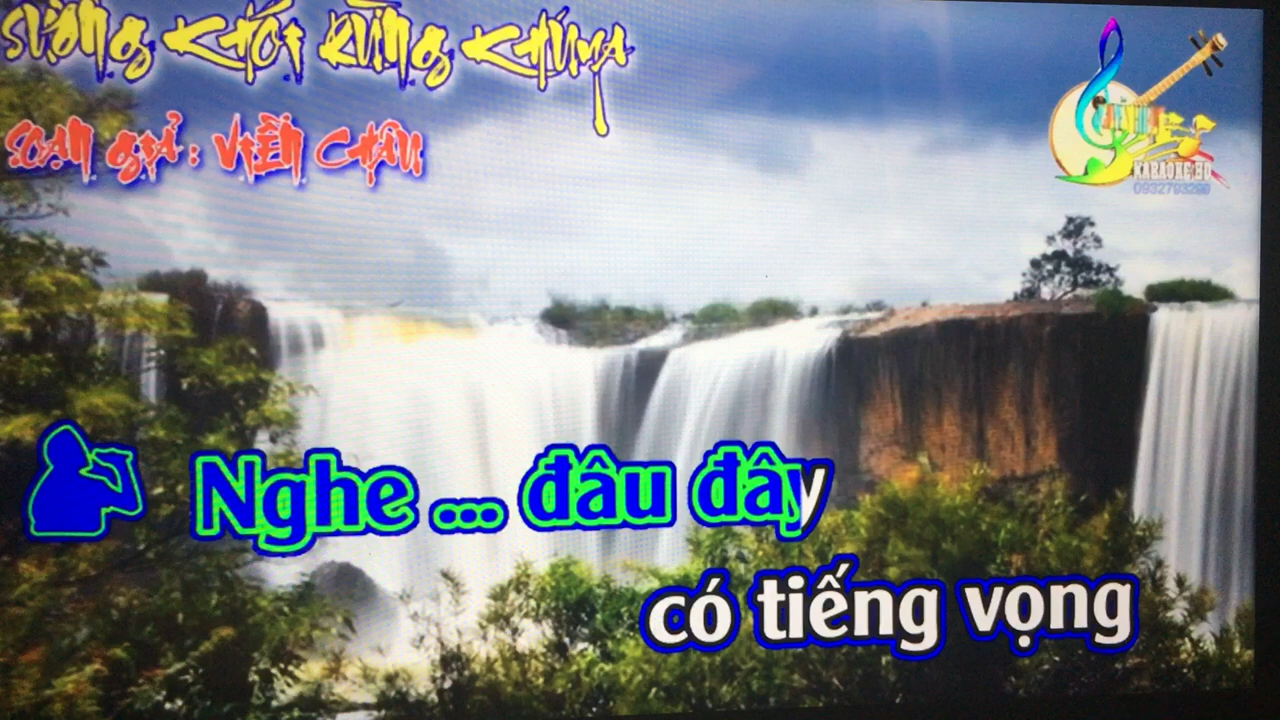 SƯƠNG KHÓI RỪNG KHUYA
SOẠN GIẢ : VIỄN CHÂU
KARAOKE HD
Nghe ... đâu đây
có tiếng vọng